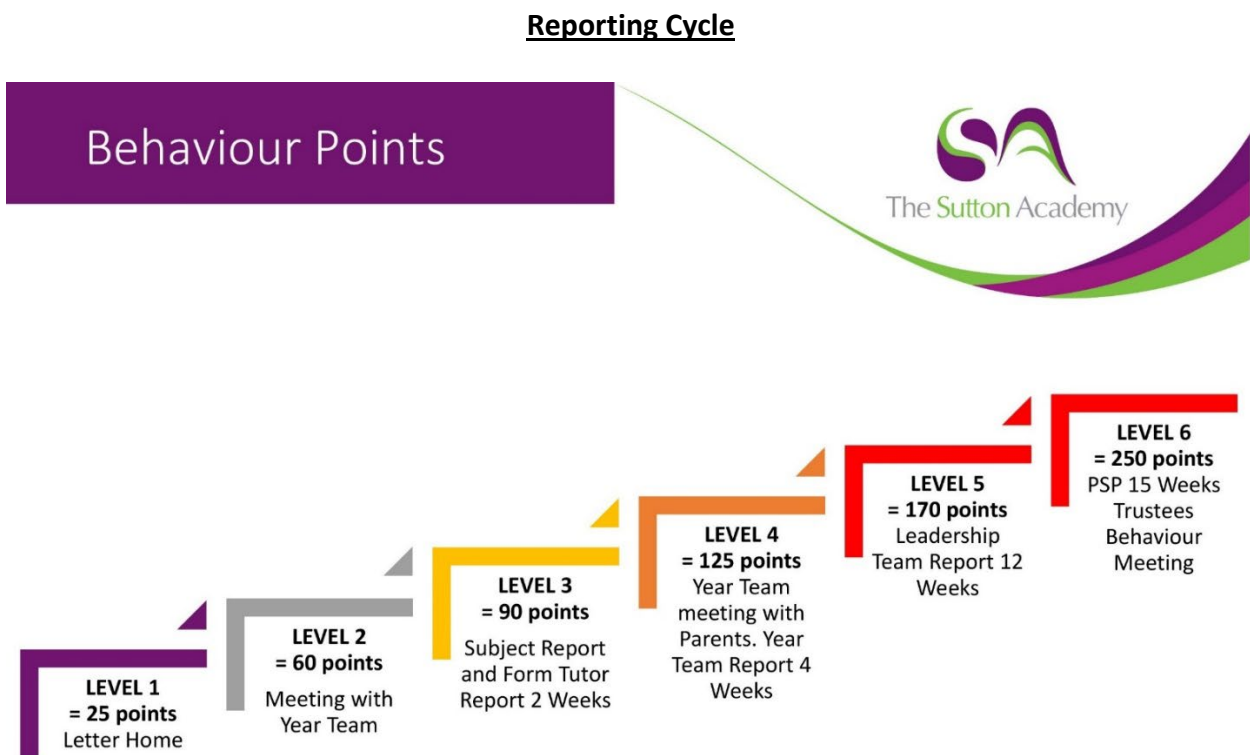 Reporting Cycle
Behaviour Points
SA
The Sutton Academy
LEVEL 1
= 25 points
Letter Home
LEVEL 2
= 60 points
Meeting with
Year Team
LEVEL 3
= 90 points
Subject Report
and Form Tutor
Report 2 Weeks
LEVEL 4
= 125 points
Year Team
meeting with
Parents. Year
Team Report 4
Weeks
LEVEL 5
= 170 points
Leadership
Team Report 12
Weeks
LEVEL 6
= 250 points
PSP 15 Weeks
Trustees
Behaviour
Meeting